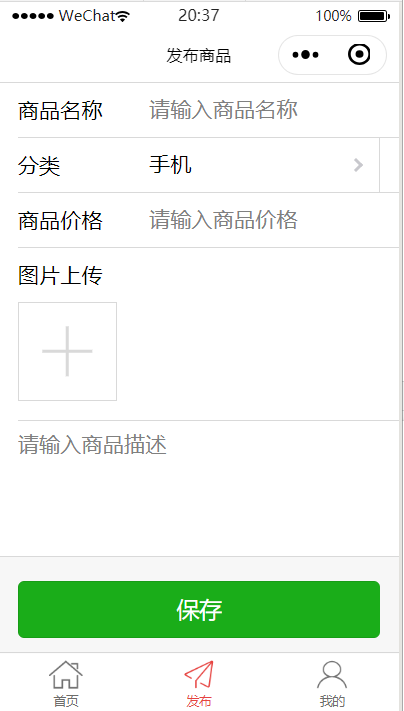 WeChat 20:37 100%
发布商品
商品名称 请输入商品名称
分类 手机
商品价格 请输入商品价格
图片上传
请输入商品描述
保存
首页 发布 我的